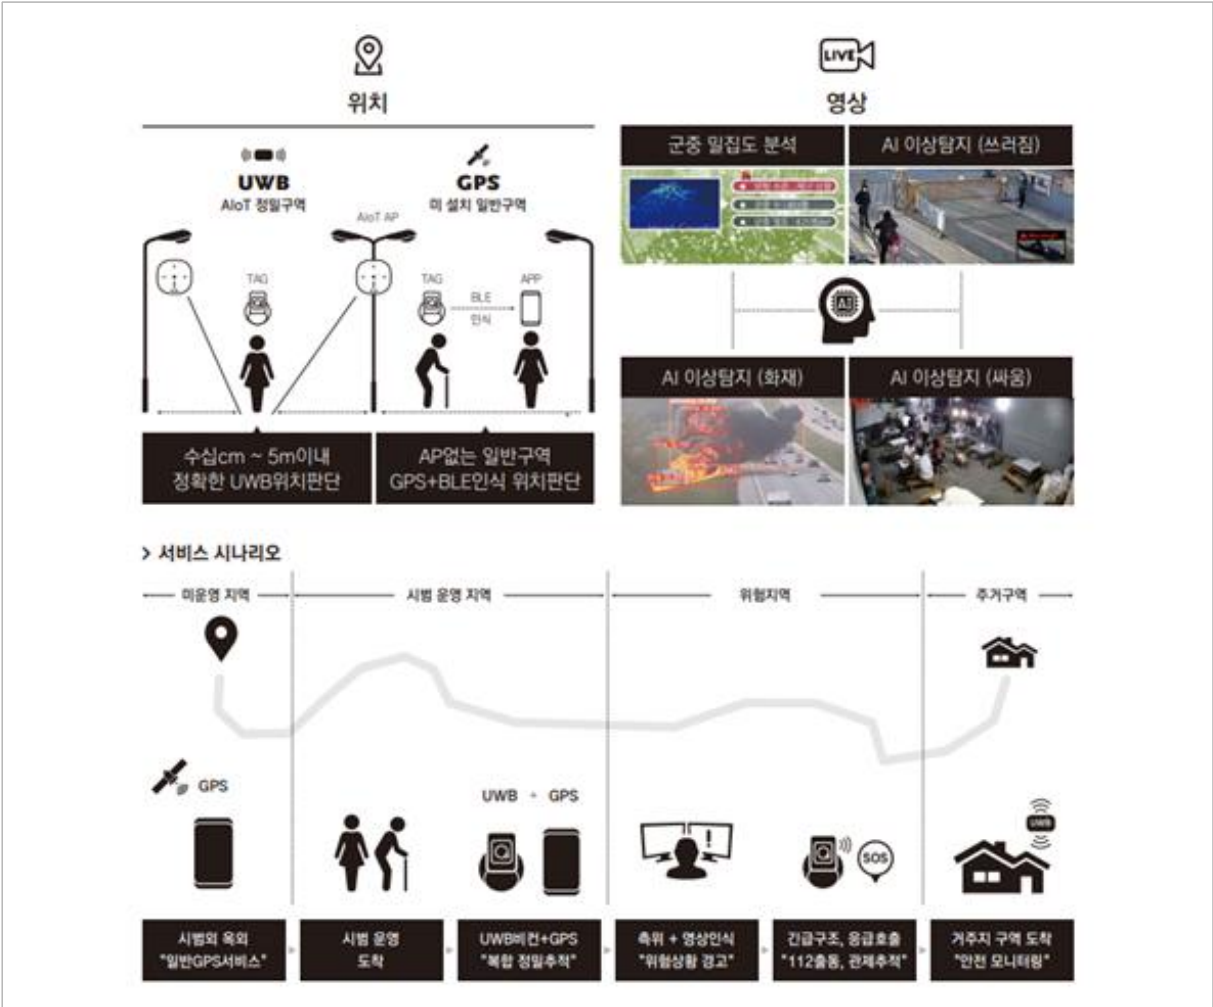 위치
UWB
AIoT 정밀구역
GPS
미 설치 일반구역
AIoT AP
TAG
TAG
BLE
인식
APP
수십cm ~ 5m이내
정확한 UWB위치판단
AP없는 일반구역
GPS+BLE인식 위치판단
LIVE
영상
군중 밀집도 분석
AI 이상탐지 (쓰러짐)
AI
AI 이상탐지 (화재)
AI 이상탐지 (싸움)
> 서비스 시나리오
미운영 지역
시범 운영 지역
위험지역
주거구역
GPS
UWB + GPS
!
SOS
UWB
시범외 옥외
"일반GPS서비스"
시범 운영
도착
UWB비컨+GPS
"복합 정밀추적"
측위 + 영상인식
"위험상황 경고"
긴급구조, 응급호출
"112출동, 관제추적"
거주지 구역 도착
"안전 모니터링"